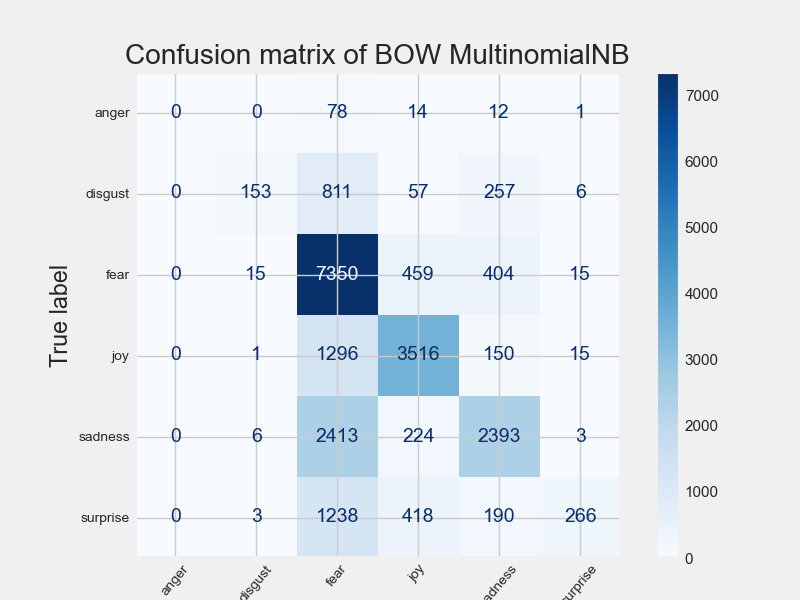 Confusion matrix of BOW MultinomialNB
True label
anger 0 0 78 14 12 1
disgust 0 153 811 57 257 6
fear 0 15 7350 459 404 15
joy 0 1 1296 3516 150 15
sadness 0 6 2413 224 2393 3
surprise 0 3 1238 418 190 266
anger disgust fear joy adness urprise
7000
6000
5000
4000
3000
2000
1000
0